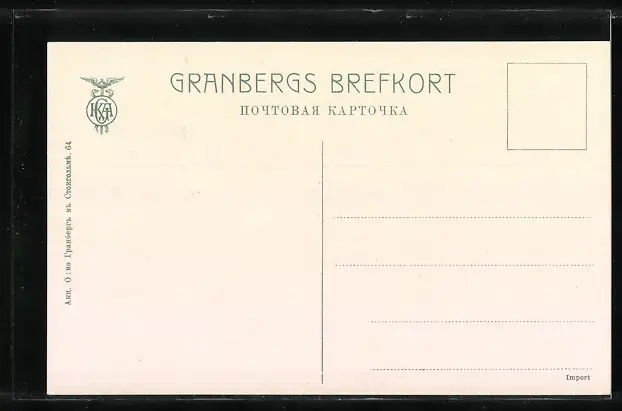 GRANBERGS BREFKORT
ПОЧТОВАЯ КАРТОЧКА
Акц. О:во Гранбергъ въ Стокгольмѣ. 64
Import